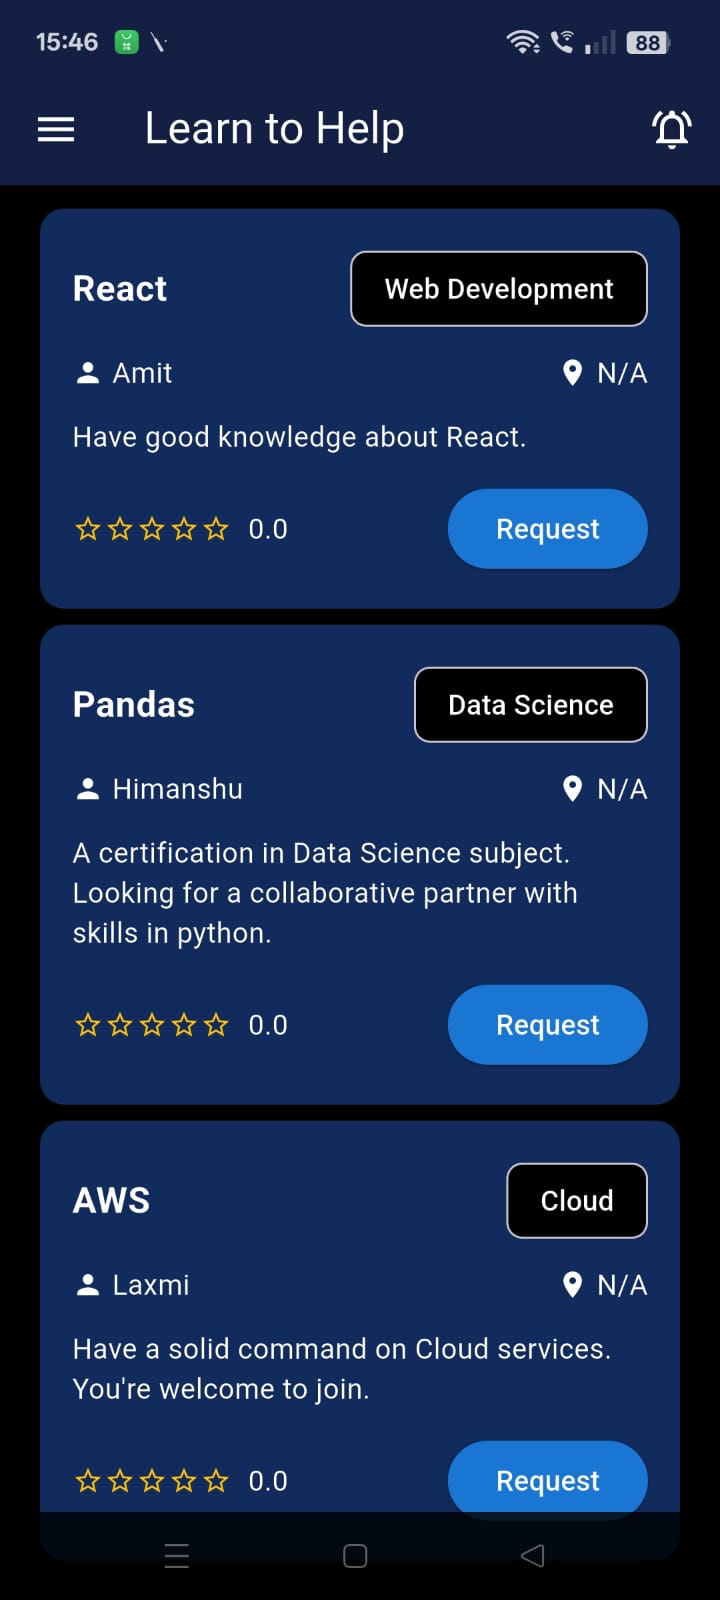 15:46 88
Learn to Help
React Web Development
Amit N/A
Have good knowledge about React.
0.0 Request
Pandas Data Science
Himanshu N/A
A certification in Data Science subject.
Looking for a collaborative partner with
skills in python.
0.0 Request
AWS Cloud
Laxmi N/A
Have a solid command on Cloud services.
You're welcome to join.
0.0 Request